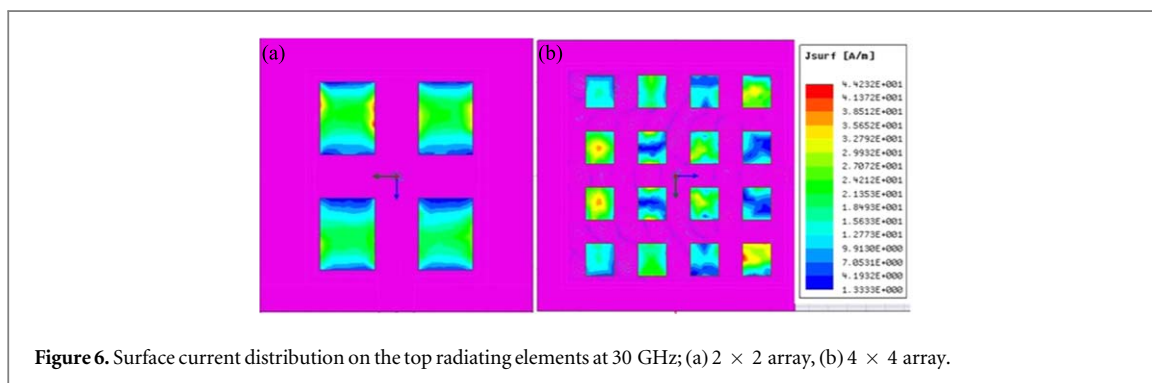 (a)
(b)
Jsurf [A/m]
4.4232E+001
4.1372E+001
3.8512E+001
3.5652E+001
3.2792E+001
2.9932E+001
2.7072E+001
2.4212E+001
2.1353E+001
1.8493E+001
1.5633E+001
1.2773E+001
9.9130E+000
7.0531E+000
4.1932E+000
1.3333E+000
Figure 6. Surface current distribution on the top radiating elements at 30 GHz; (a) 2 × 2 array, (b) 4 × 4 array.